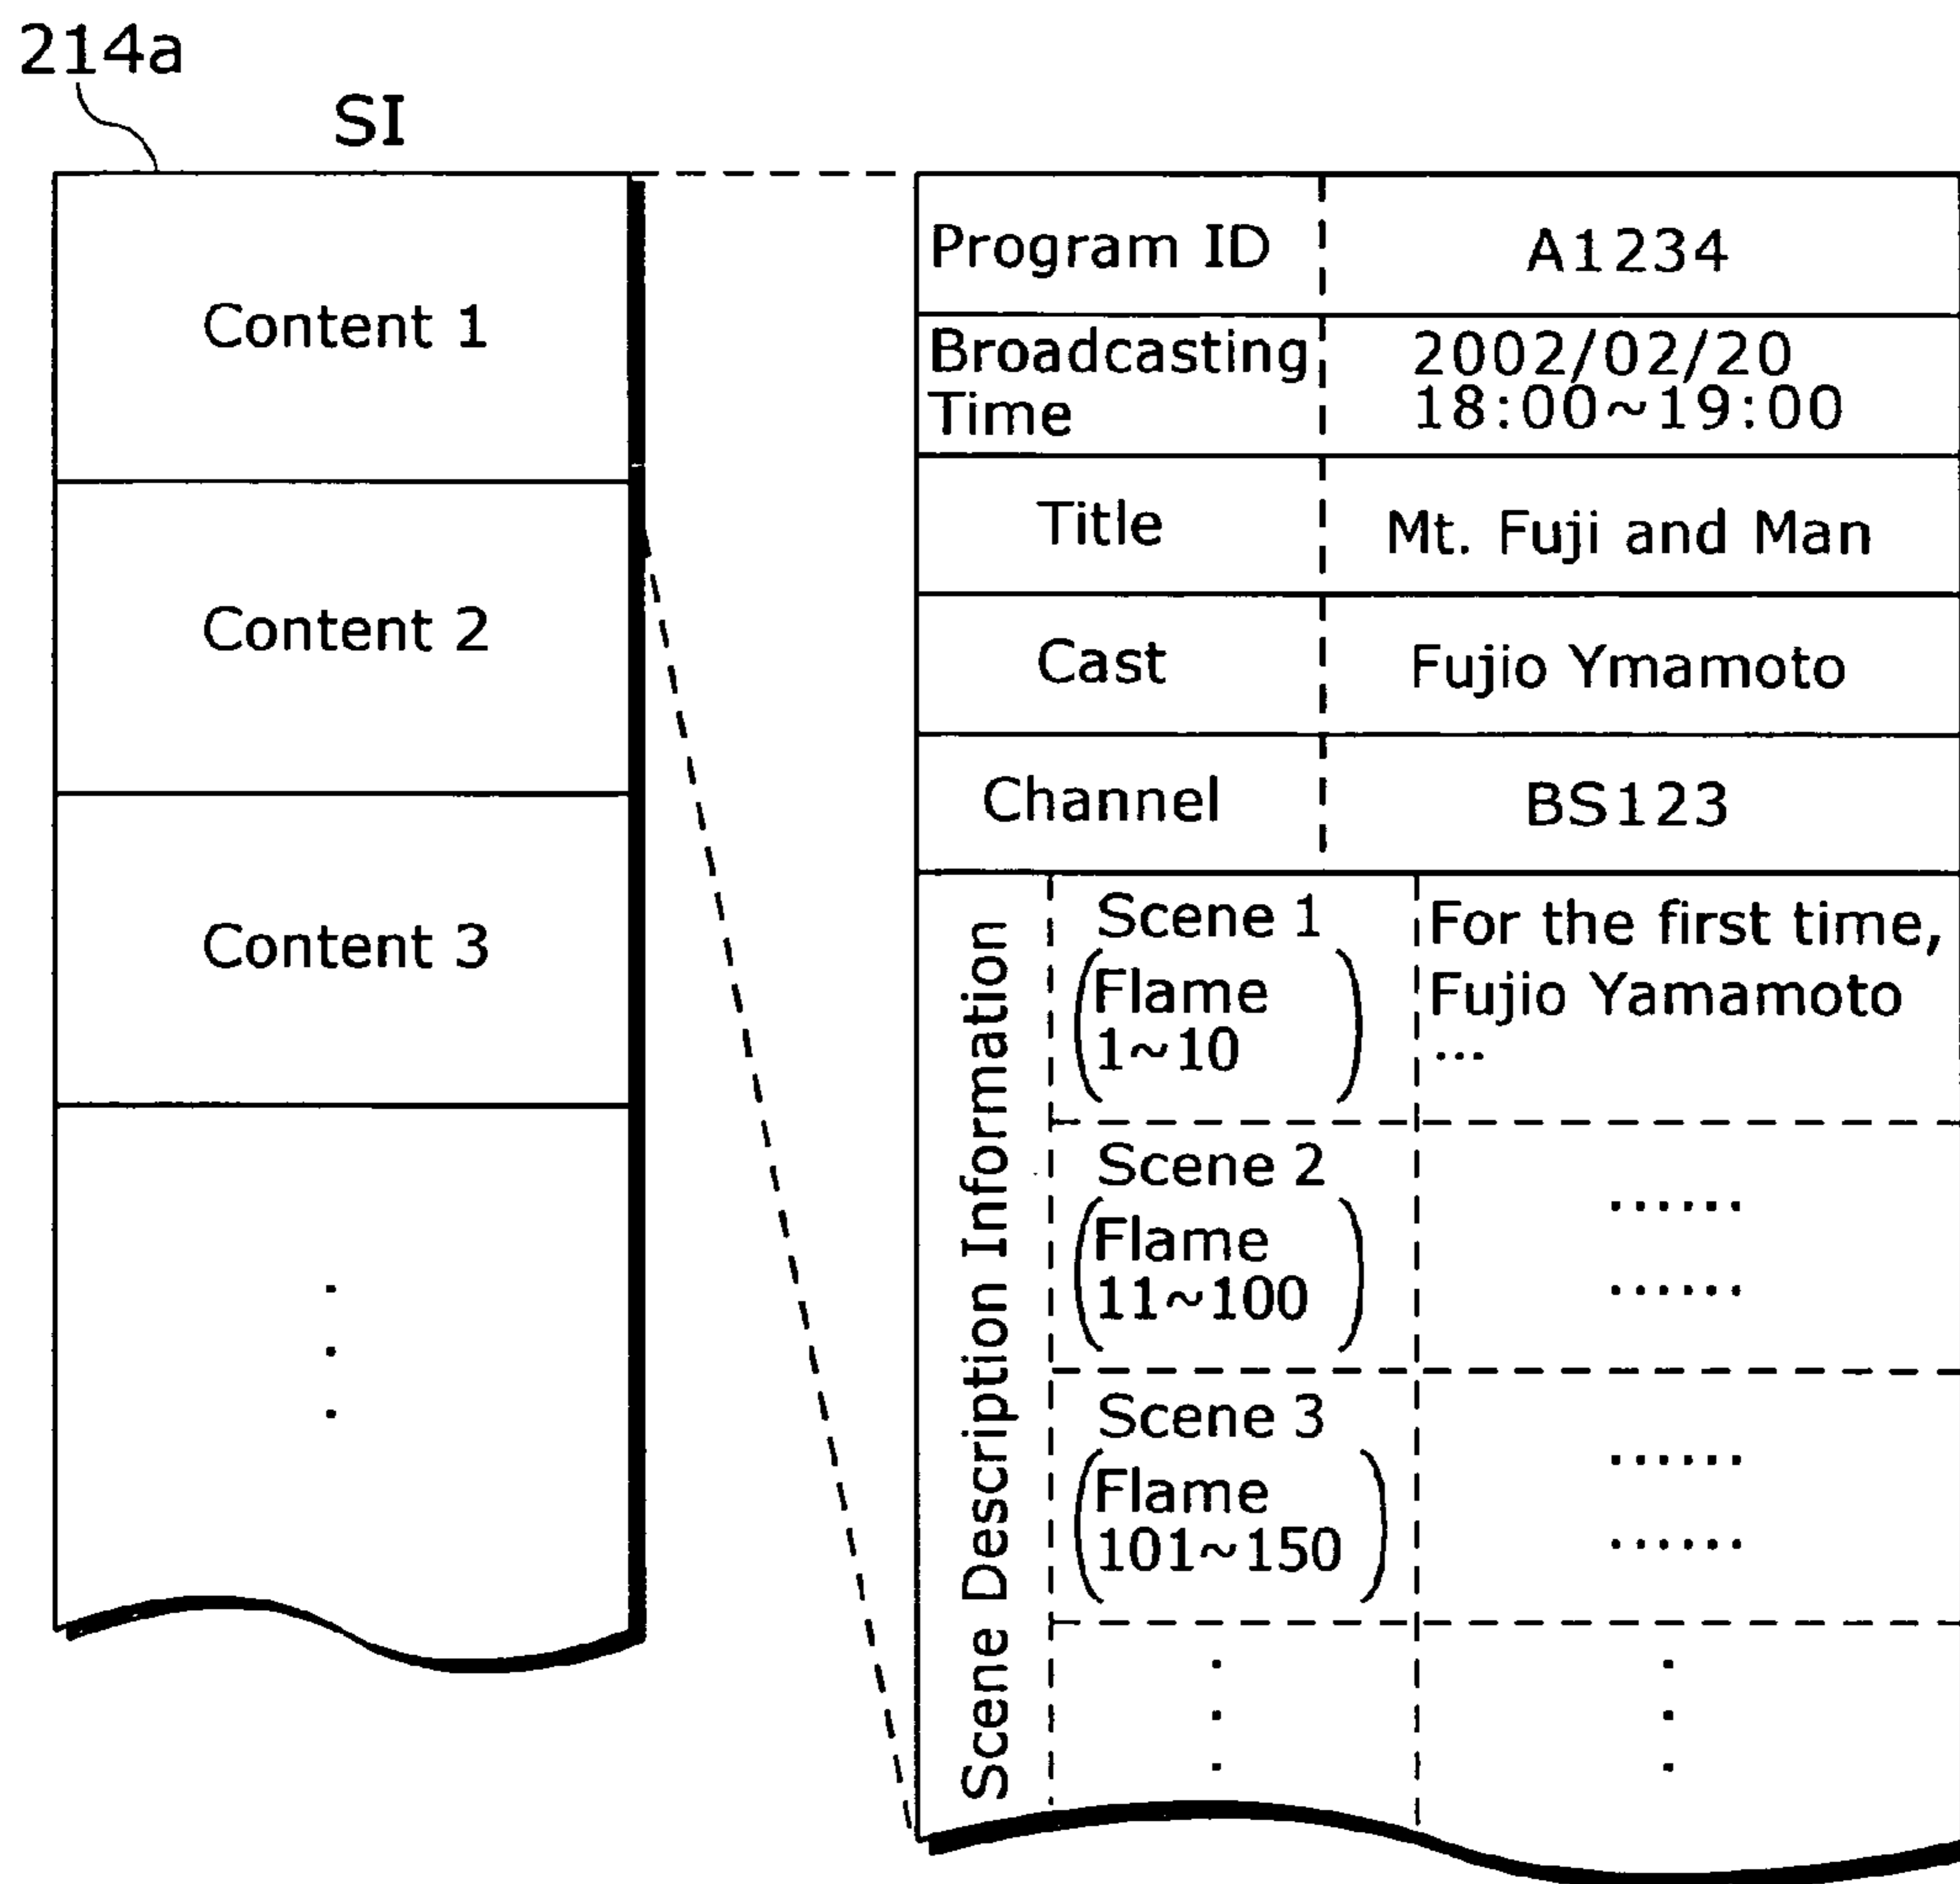 214a
SI
Content 1
Content 2
Content 3
Program ID
A1234
Broadcasting
Time
2002/02/20
18:00~19:00
Title
Mt. Fuji and Man
Cast
Fujio Ymamoto
Channel
BS123
Scene Description Information
Scene 1
(Flame
1~10)
For the first time,
Fujio Yamamoto
...
Scene 2
(Flame
11~100)
......
......
Scene 3
(Flame
101~150)
......
......